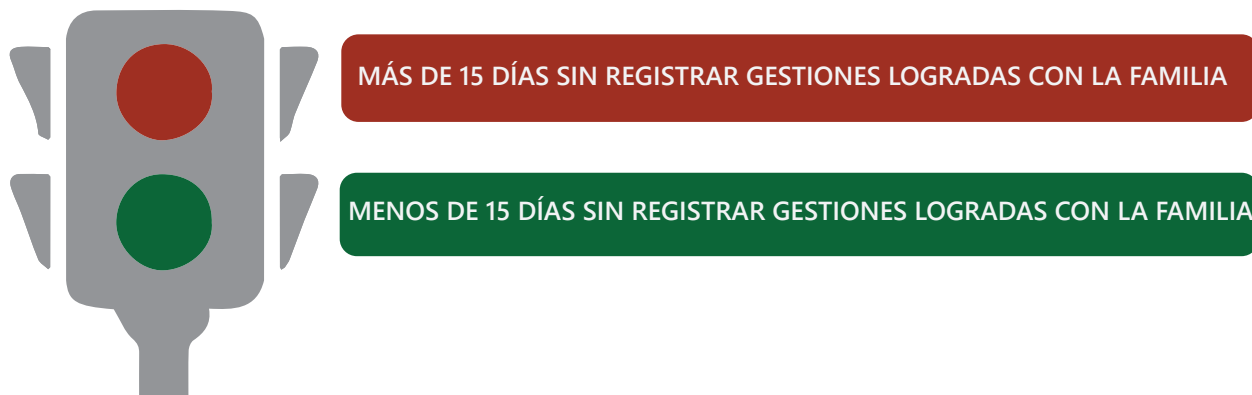 MÁS DE 15 DÍAS SIN REGISTRAR GESTIONES LOGRADAS CON LA FAMILIA
MENOS DE 15 DÍAS SIN REGISTRAR GESTIONES LOGRADAS CON LA FAMILIA